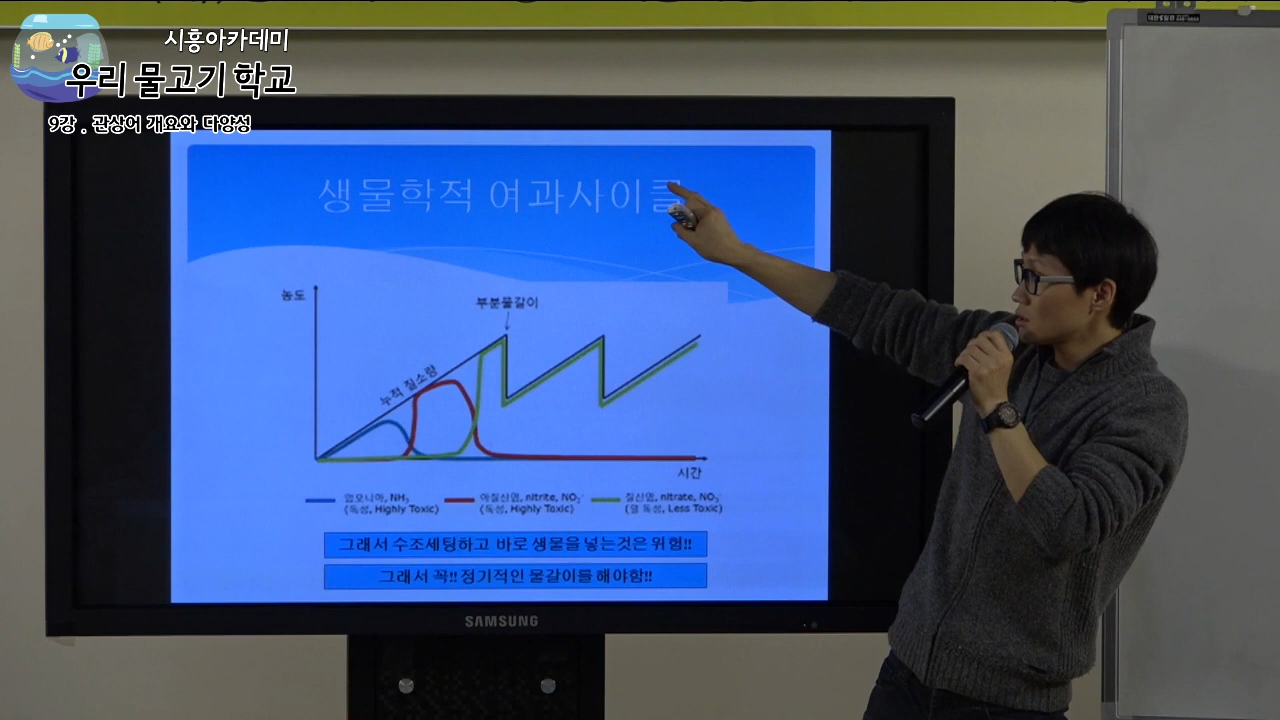 시흥아카데미
우리 물고기 학교
9강 . 관상어 개요와 다양성
생물학적 여과사이클
농도
부분물갈이
누적 질소량
시간
암모니아, NH3
(독성, Highly Toxic)
아질산염, nitrite, NO2-
(독성, Highly Toxic)
질산염, nitrate, NO3-
(덜 독성, Less Toxic)
그래서 수조세팅하고 바로 생물을 넣는것은 위험!!
그래서 꼭!! 정기적인 물갈이를 해야함!!
SAMSUNG